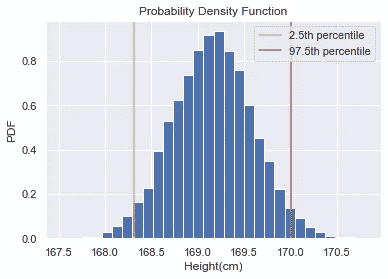 Probability Density Function
2.5th percentile
97.5th percentile
PDF
0.8
0.6
0.4
0.2
0.0
167.5 168.0 168.5 169.0 169.5 170.0 170.5
Height(cm)